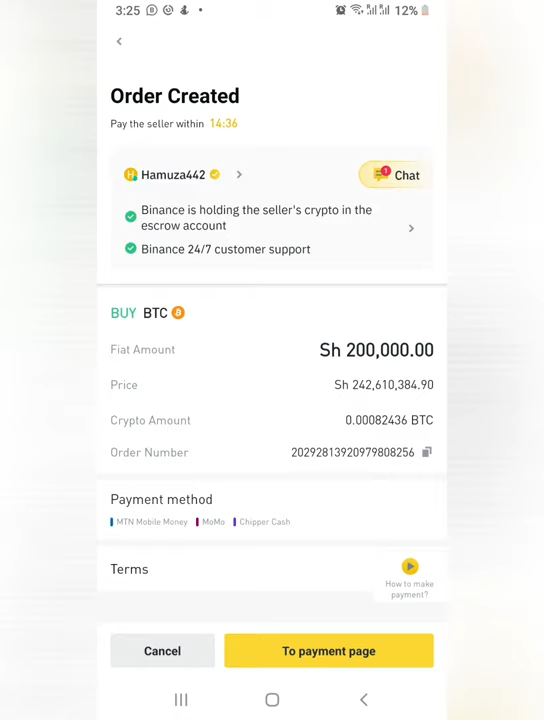 3:25 12%
Order Created
Pay the seller within 14:36
Hamuza442 1 Chat
Binance is holding the seller's crypto in the
escrow account
Binance 24/7 customer support
BUY BTC
Fiat Amount Sh 200,000.00
Price Sh 242,610,384.90
Crypto Amount 0.00082436 BTC
Order Number 20292813920979808256
Payment method
MTN Mobile Money MoMo Chipper Cash
Terms
How to make
payment?
Cancel To payment page